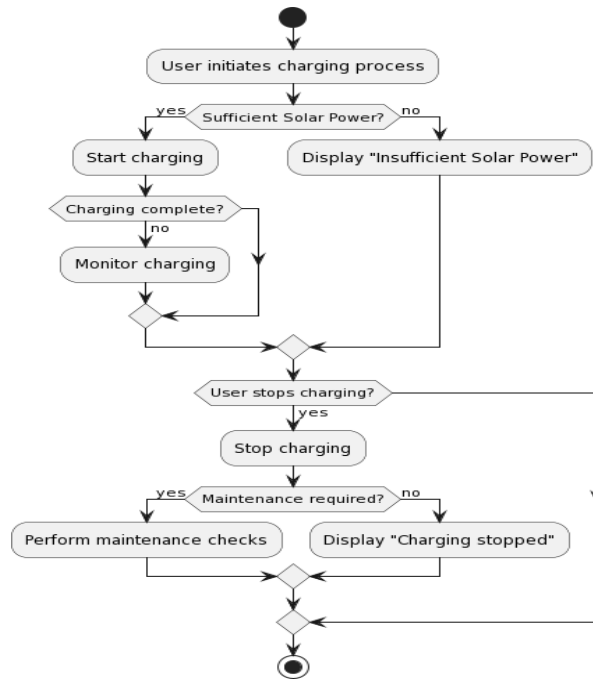 User initiates charging process
yes
Sufficient Solar Power?
no
Start charging
Display "Insufficient Solar Power"
Charging complete?
no
Monitor charging
User stops charging?
yes
Stop charging
yes
Maintenance required?
no
Perform maintenance checks
Display "Charging stopped"